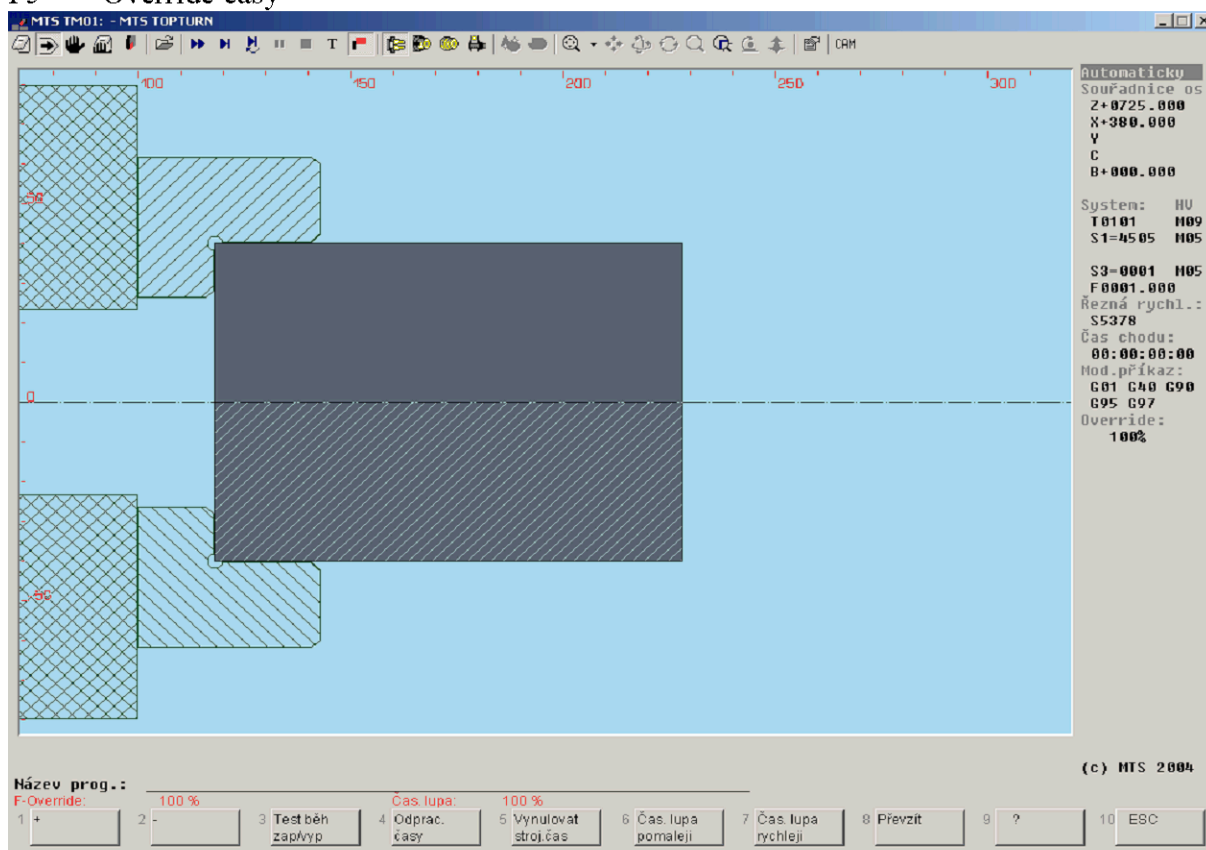 F5 Override časy
MTS TM01: - MTS TOPTURN
T CAM
100 150 200 250 300
50
0
-50
Automaticky
Souřadnice os
Z+0725.000
X+380.000
Y
C
B+000.000
System: HV
T0101 M09
S1=4505 M05
S3=0001 M05
F0001.000
Řezná rychl.:
S5378
Čas chodu:
00:00:00:00
Mod.příkaz:
G01 G40 G90
G95 G97
Override:
100%
(c) MTS 2004
Název prog.:
F-Override: 100 % Čas. lupa: 100 %
1 + 2 - 3 Test běh 4 Odprac. 5 Vynulovat 6 Čas. lupa 7 Čas. lupa 8 Převzít 9 ? 10 ESC
zap/vyp časy stroj.čas pomaleji rychleji